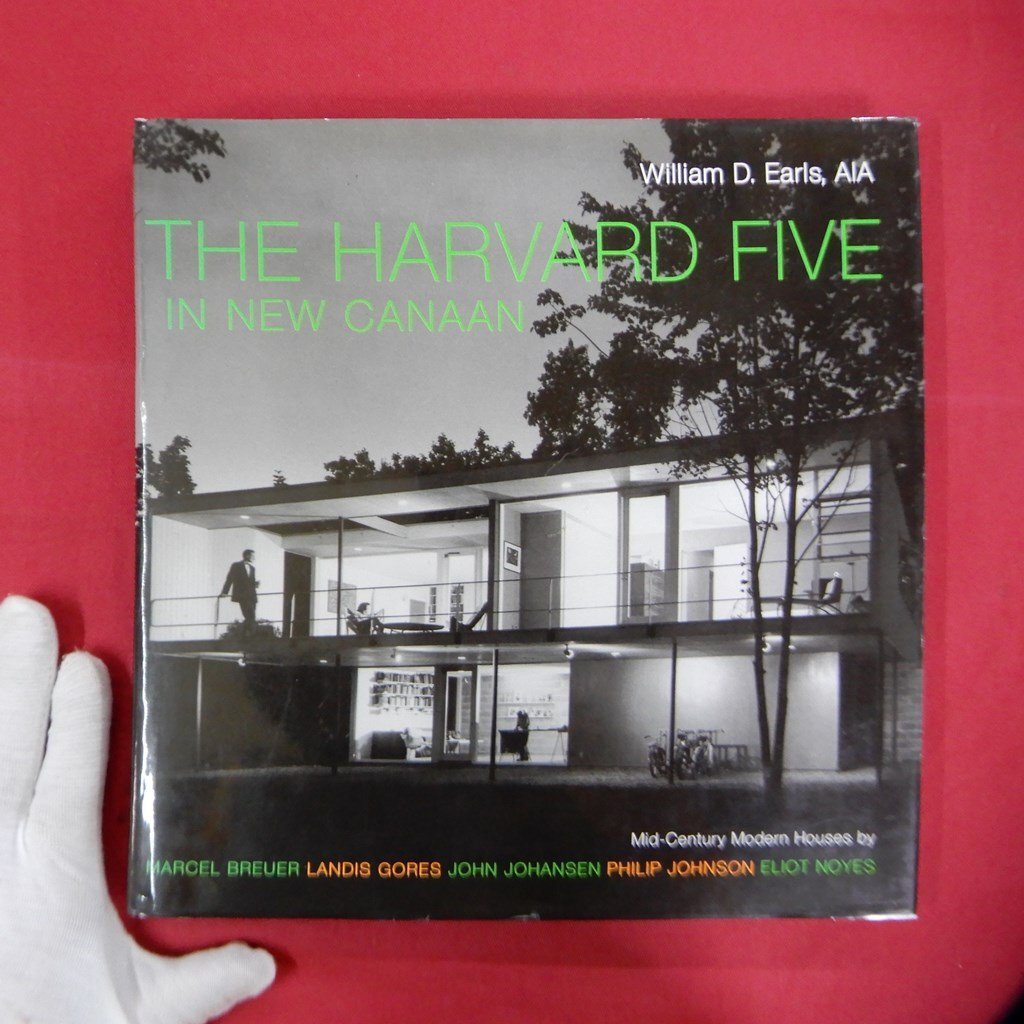 William D. Earls, AIA
THE HARVARD FIVE
IN NEW CANAAN
Mid-Century Modern Houses by
MARCEL BREUER LANDIS GORES JOHN JOHANSEN PHILIP JOHNSON ELIOT NOYES